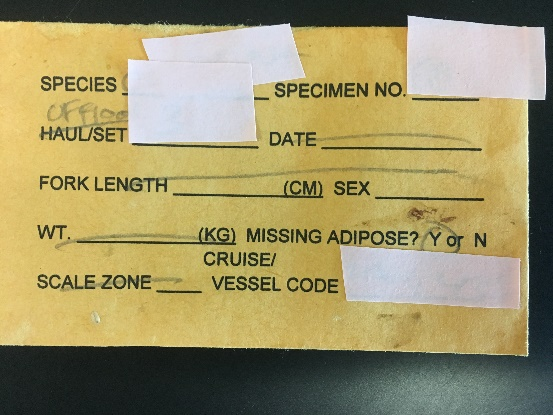 SPECIES SPECIMEN NO.
HAUL/SET DATE
FORK LENGTH (CM) SEX
WT. (KG) MISSING ADIPOSE? Y or N
CRUISE/
SCALE ZONE VESSEL CODE